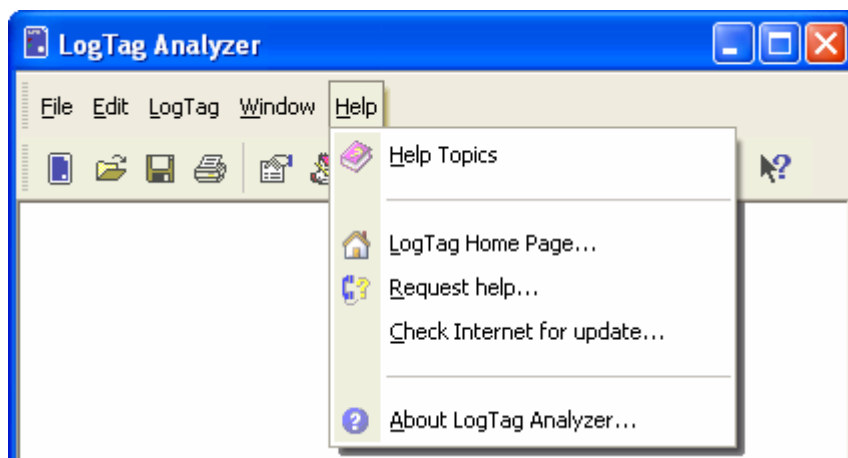 LogTag Analyzer
File Edit LogTag Window Help
Help Topics
LogTag Home Page...
Request help...
Check Internet for update...
About LogTag Analyzer...